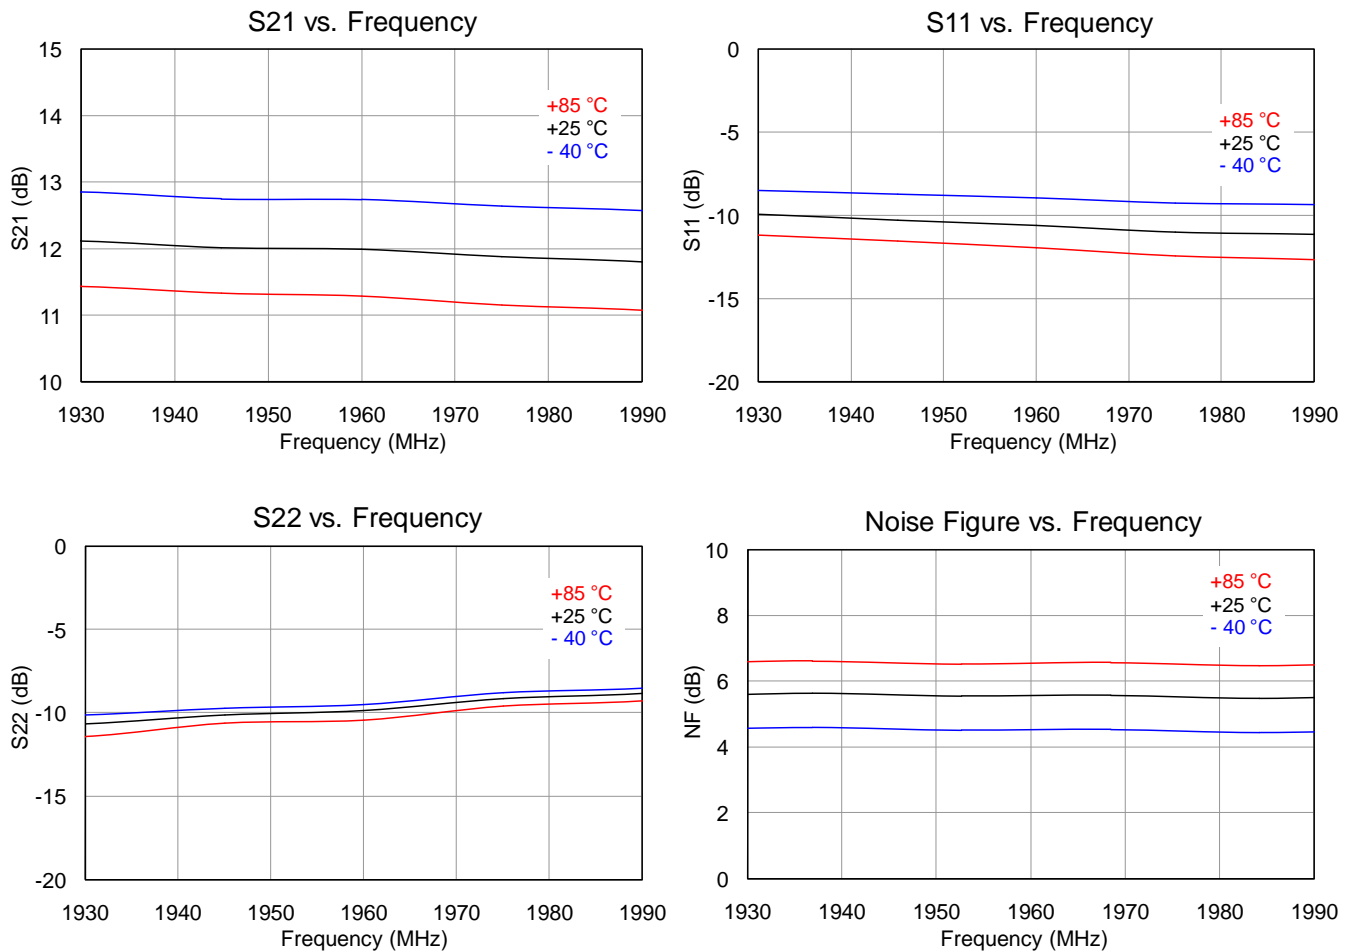 S21 vs. Frequency
15
14
13
12
11
10
S21 (dB)
+85 °C
+25 °C
- 40 °C
1930 1940 1950 1960 1970 1980 1990
Frequency (MHz)
S11 vs. Frequency
0
-5
-10
-15
-20
S11 (dB)
+85 °C
+25 °C
- 40 °C
1930 1940 1950 1960 1970 1980 1990
Frequency (MHz)
S22 vs. Frequency
0
-5
-10
-15
-20
S22 (dB)
+85 °C
+25 °C
- 40 °C
1930 1940 1950 1960 1970 1980 1990
Frequency (MHz)
Noise Figure vs. Frequency
10
8
6
4
2
0
NF (dB)
+85 °C
+25 °C
- 40 °C
1930 1940 1950 1960 1970 1980 1990
Frequency (MHz)